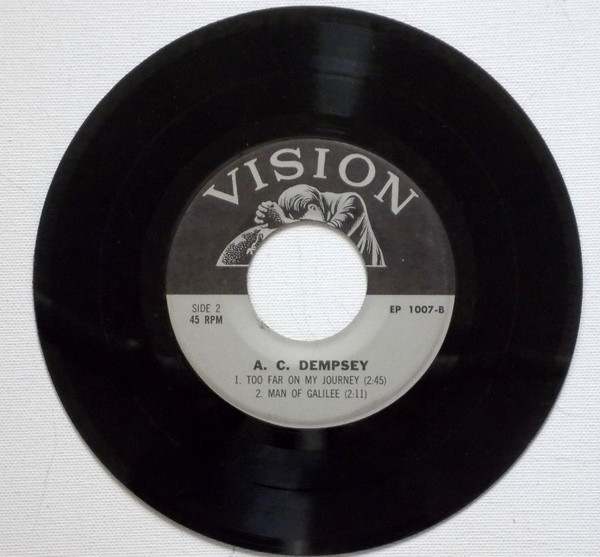 VISION
SIDE 2
45 RPM
EP 1007-B
A. C. DEMPSEY
1. TOO FAR ON MY JOURNEY (2:45)
2. MAN OF GALILEE (2:11)